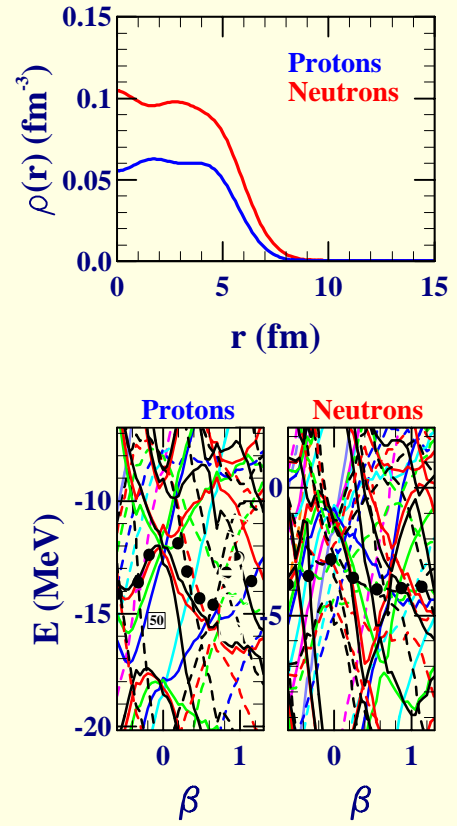 0.15
0.1
0.05
0.0
ρ(r) (fm⁻³)
Protons
Neutrons
0 5 10 15
r (fm)
Protons Neutrons
-10
-15
-20
E (MeV)
50
0
-5
0 1
0 1
β β